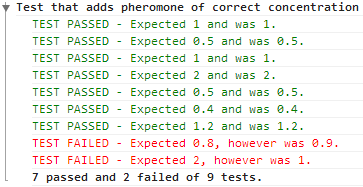 Test that adds pheromone of correct concentration
TEST PASSED - Expected 1 and was 1.
TEST PASSED - Expected 0.5 and was 0.5.
TEST PASSED - Expected 1 and was 1.
TEST PASSED - Expected 2 and was 2.
TEST PASSED - Expected 0.5 and was 0.5.
TEST PASSED - Expected 0.4 and was 0.4.
TEST PASSED - Expected 1.2 and was 1.2.
TEST FAILED - Expected 0.8, however was 0.9.
TEST FAILED - Expected 2, however was 1.
7 passed and 2 failed of 9 tests.